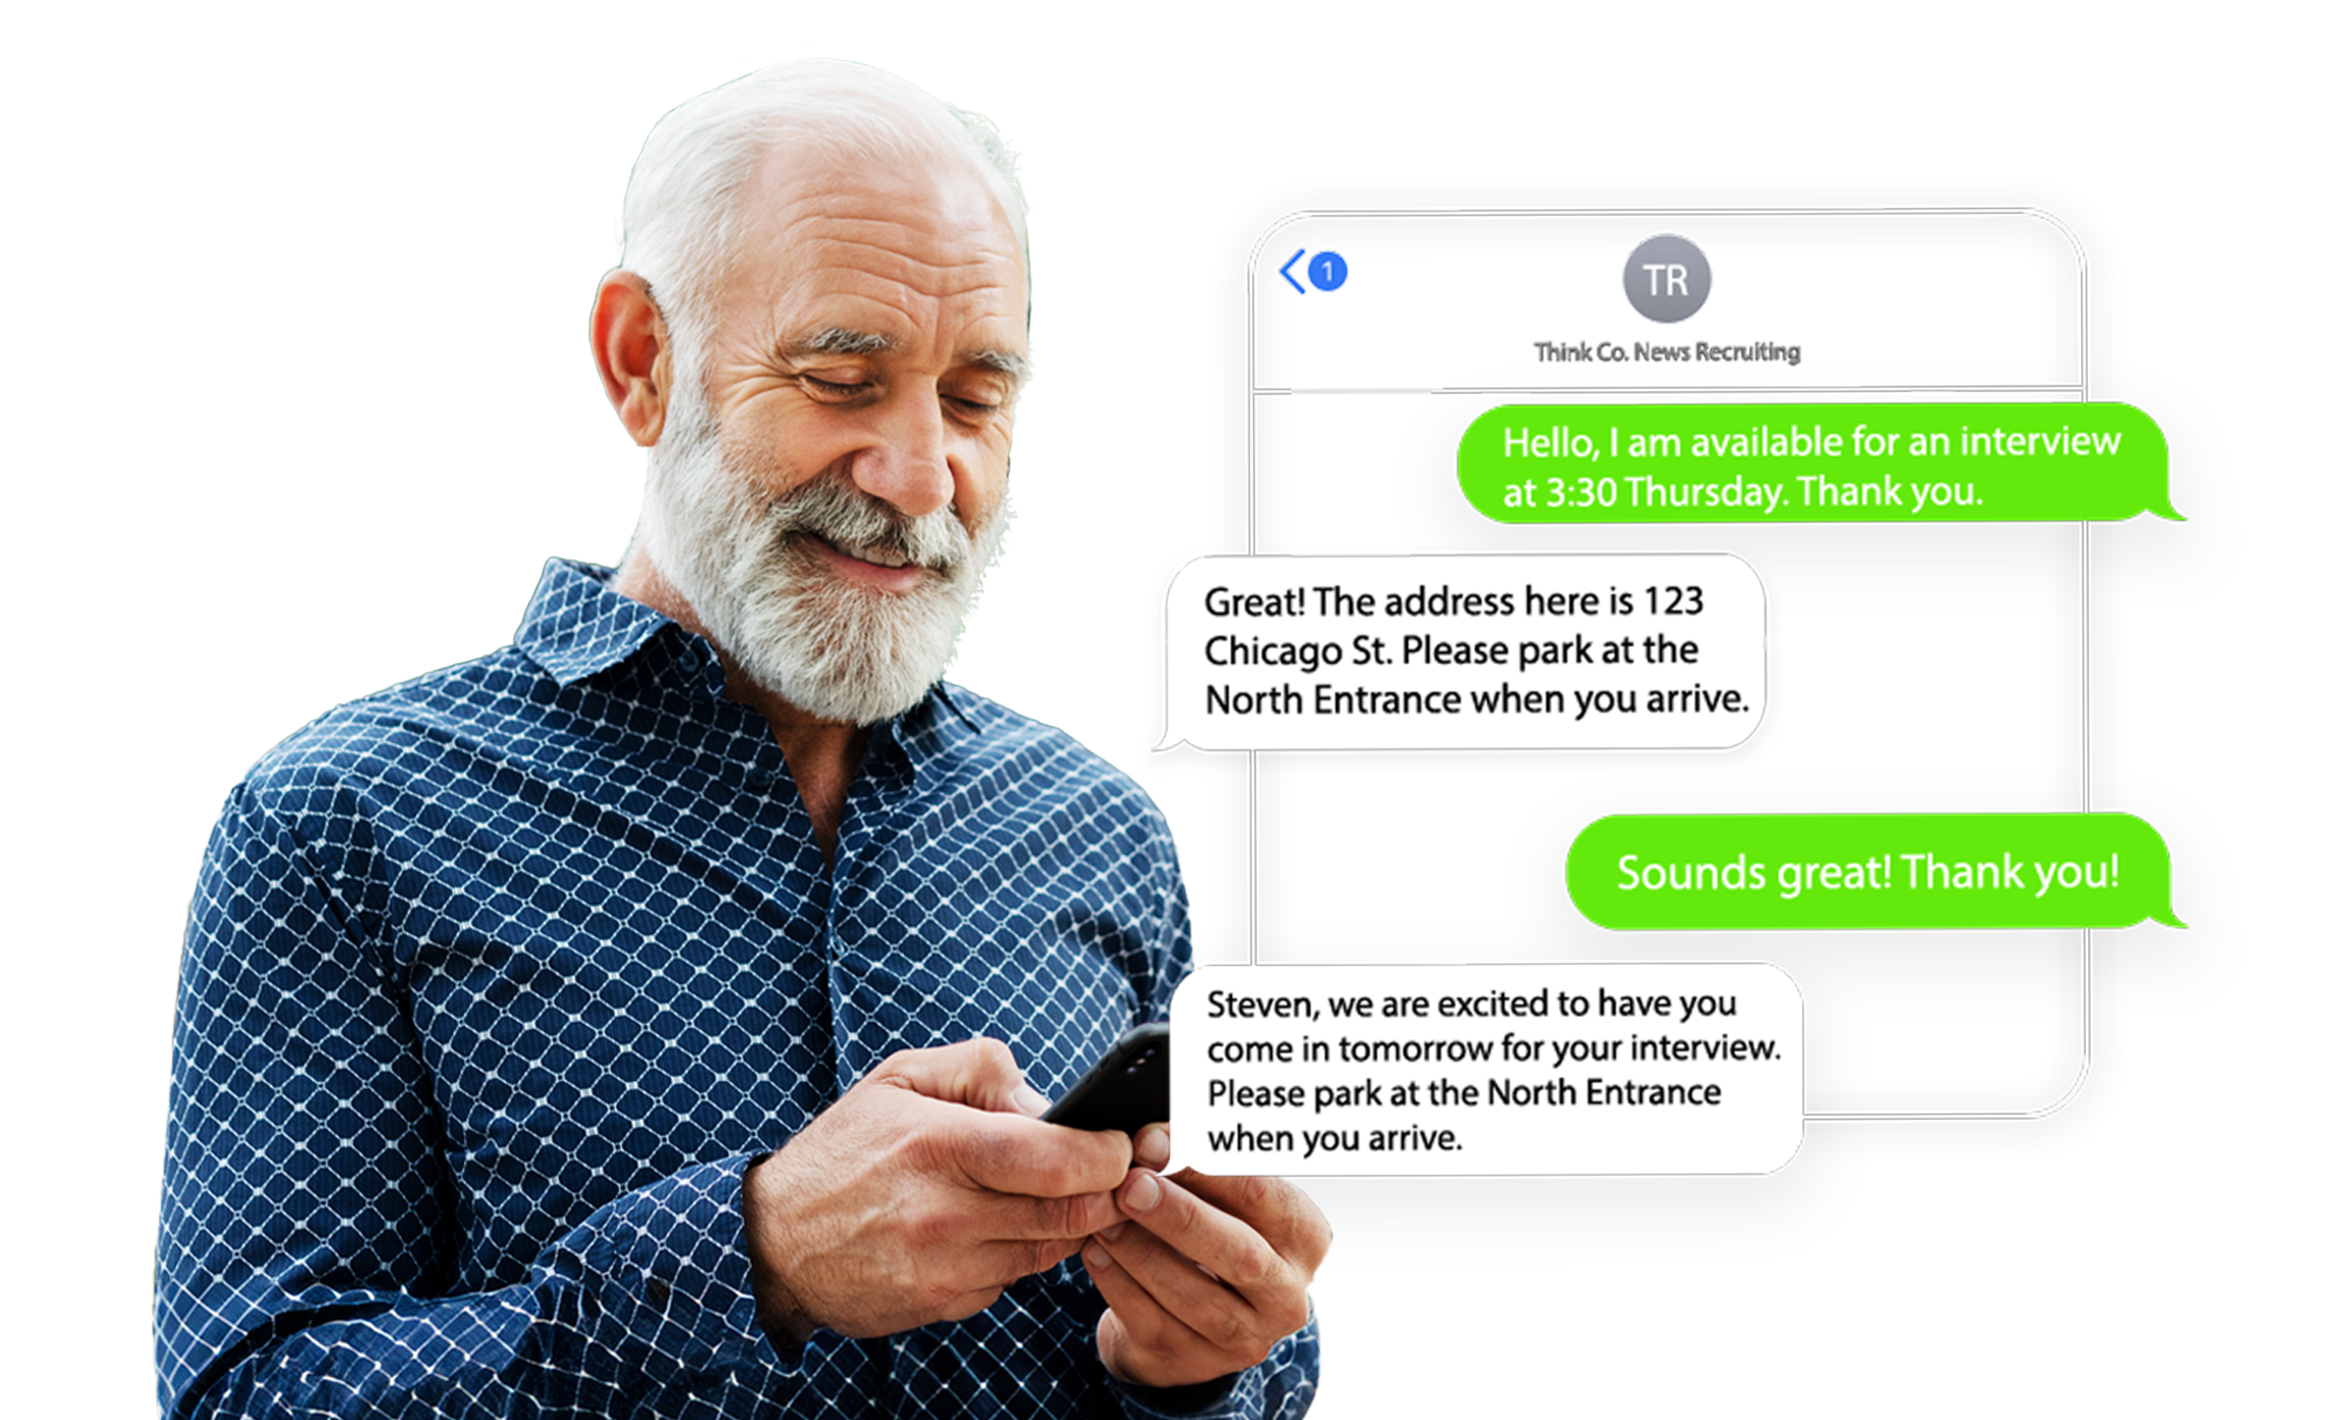 1
TR
Think Co. News Recruiting
Hello, I am available for an interview
at 3:30 Thursday. Thank you.
Great! The address here is 123
Chicago St. Please park at the
North Entrance when you arrive.
Sounds great! Thank you!
Steven, we are excited to have you
come in tomorrow for your interview.
Please park at the North Entrance
when you arrive.